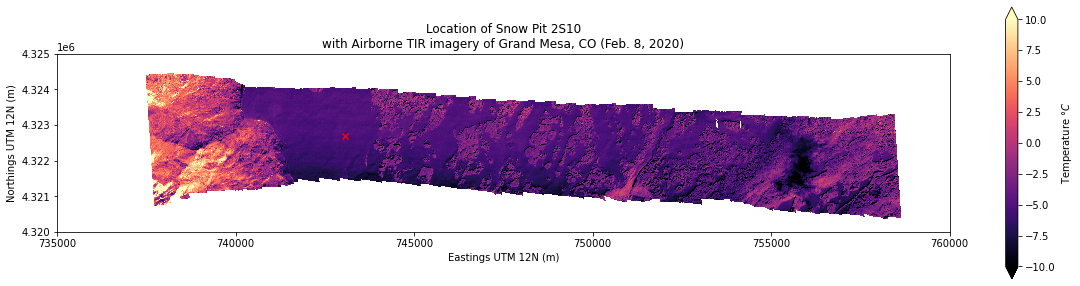 Location of Snow Pit 2S10
with Airborne TIR imagery of Grand Mesa, CO (Feb. 8, 2020)
1e6
4.325
4.324
4.323
4.322
4.321
4.320
Northings UTM 12N (m)
735000 740000 745000 750000 755000 760000
Eastings UTM 12N (m)
10.0
7.5
5.0
2.5
0.0
−2.5
−5.0
−7.5
−10.0
Temperature °C